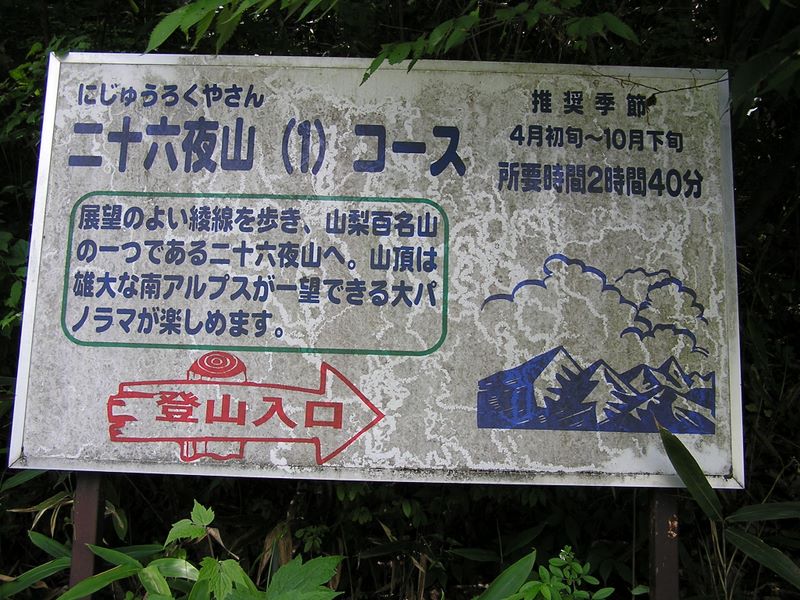 にじゅうろくやさん
二十六夜山（1）コース
推奨季節
4月初旬～10月下旬
所要時間2時間40分
展望のよい綾線を歩き、山梨百名山
の一つである二十六夜山へ。山頂は
雄大な南アルプスが一望できる大パ
ノラマが楽しめます。
登山入口